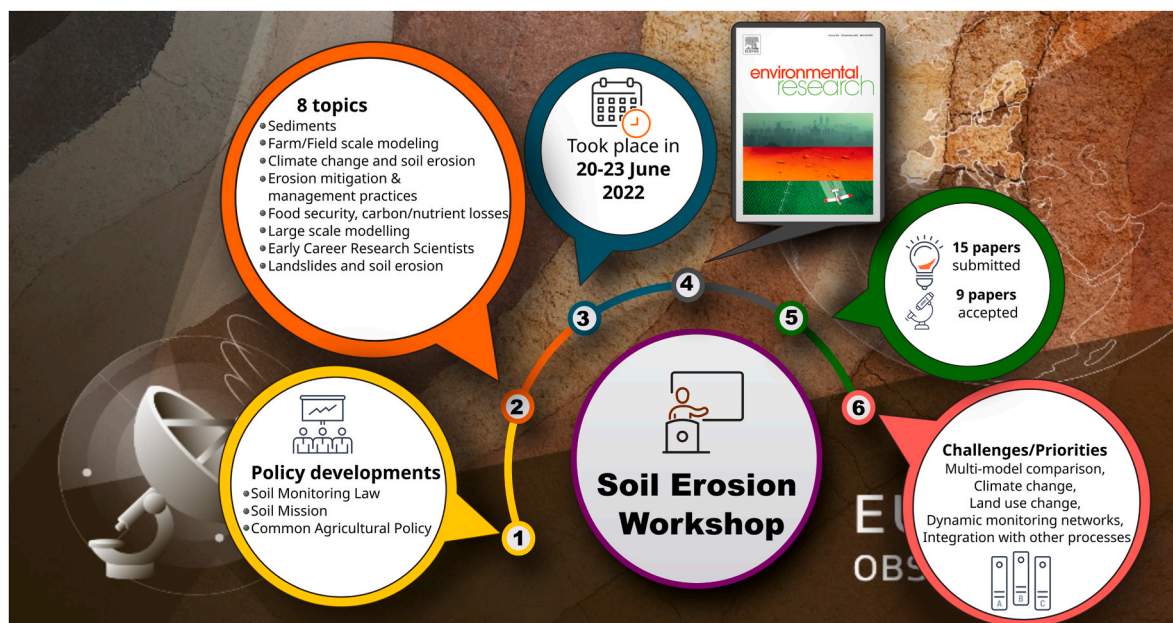 8 topics
Sediments
Farm/Field scale modeling
Climate change and soil erosion
Erosion mitigation &
management practices
Food security, carbon/nutrient losses
Large scale modelling
Early Career Research Scientists
Landslides and soil erosion
Took place in
20-23 June
2022
ELSEVIER
environmental
research
15 papers
submitted
9 papers
accepted
4
3
5
2
6
1
Policy developments
Soil Monitoring Law
Soil Mission
Common Agricultural Policy
Soil Erosion
Workshop
EU
OBS
Challenges/Priorities
Multi-model comparison,
Climate change,
Land use change,
Dynamic monitoring networks,
Integration with other processes
A
B
C